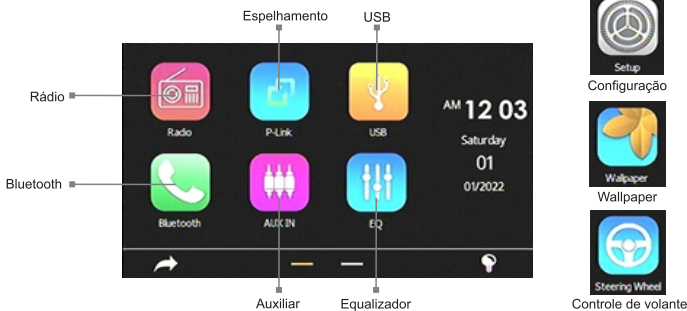 Espelhamento
USB
Rádio
Bluetooth
Radio
P-Link
USB
Bluetooth
AUX IN
EQ
AM 12 03
Saturday
01
01/2022
Auxiliar
Equalizador
Setup
Configuração
Wallpaper
Wallpaper
Steering Wheel
Controle de volante